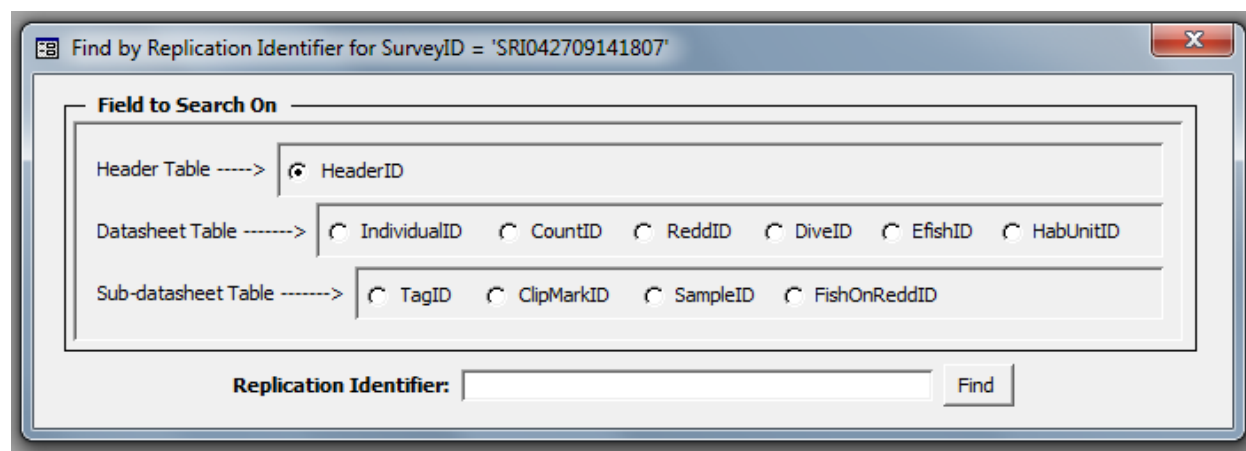 Find by Replication Identifier for SurveyID = 'SRI042709141807'
Field to Search On
Header Table -----> HeaderID
Datasheet Table -------> IndividualID CountID ReddID DiveID EfishID HabUnitID
Sub-datasheet Table -------> TagID ClipMarkID SampleID FishOnReddID
Replication Identifier: Find